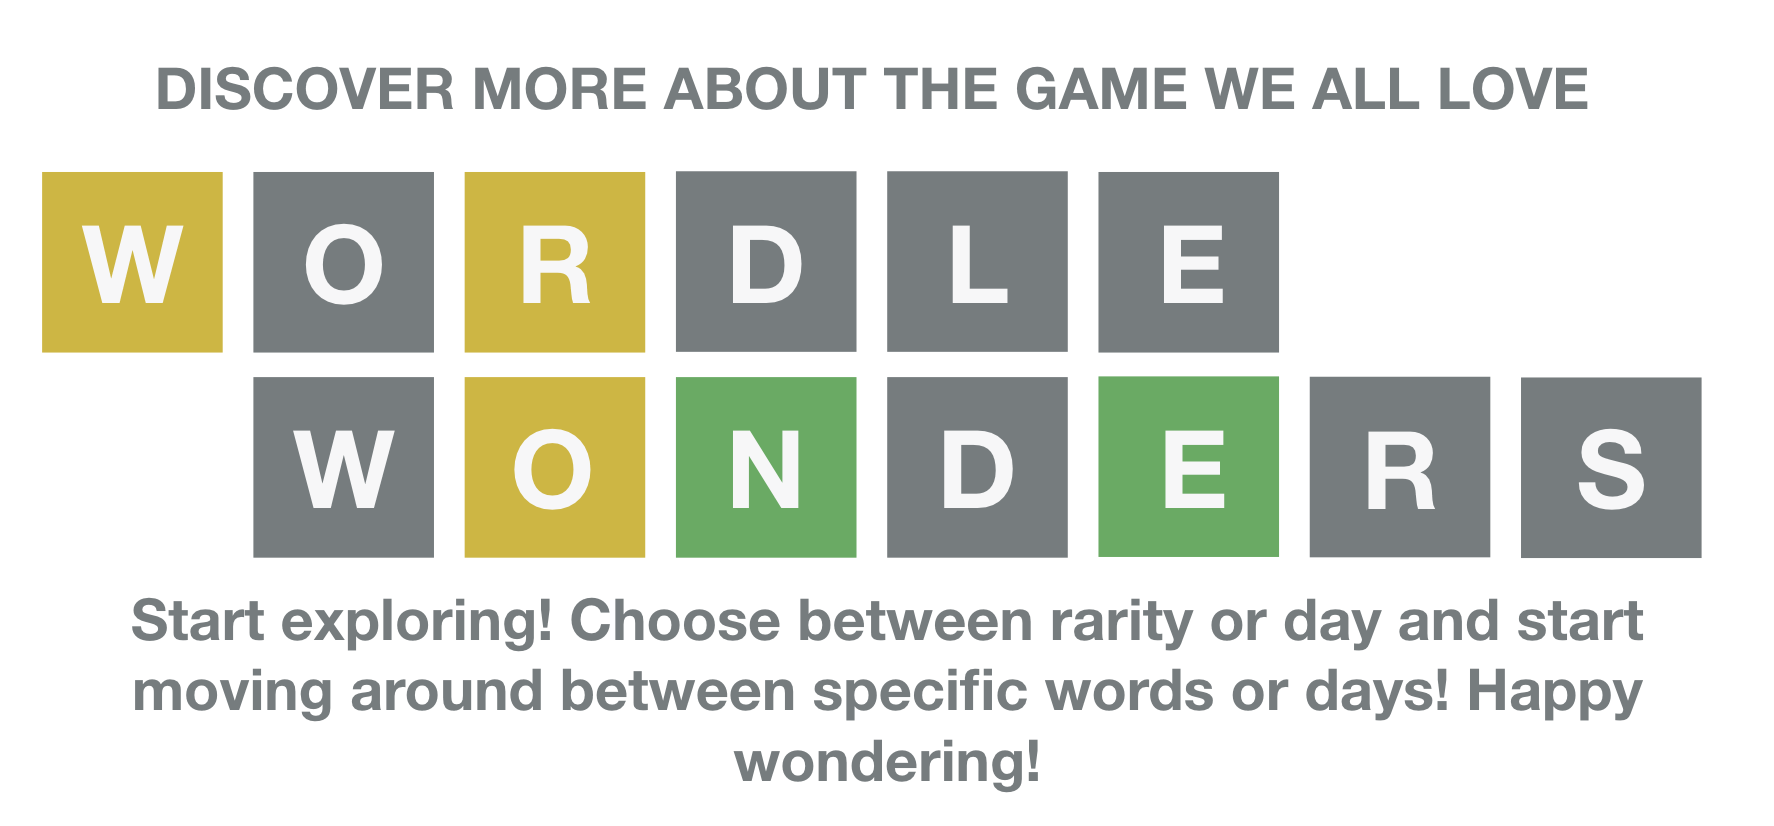 DISCOVER MORE ABOUT THE GAME WE ALL LOVE
WORDLE
WONDERS
Start exploring! Choose between rarity or day and start
moving around between specific words or days! Happy
wondering!